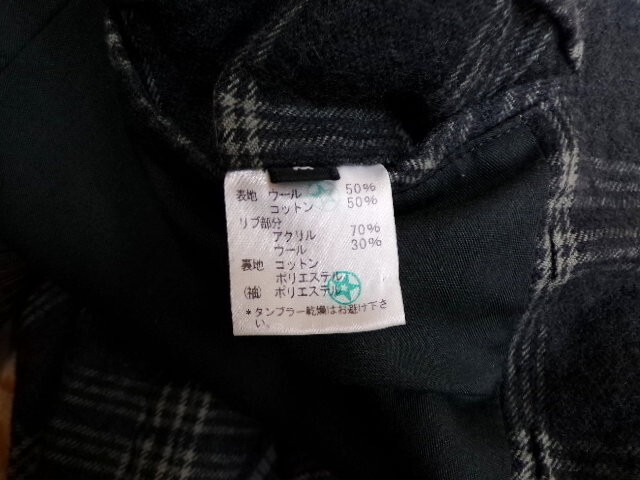 表地 ウール 50%
コットン 50%
リブ部分
アクリル 70%
ウール 30%
裏地 コットン
ポリエステル
(袖) ポリエステル
*タンブラー乾燥はお避け下さ
い。